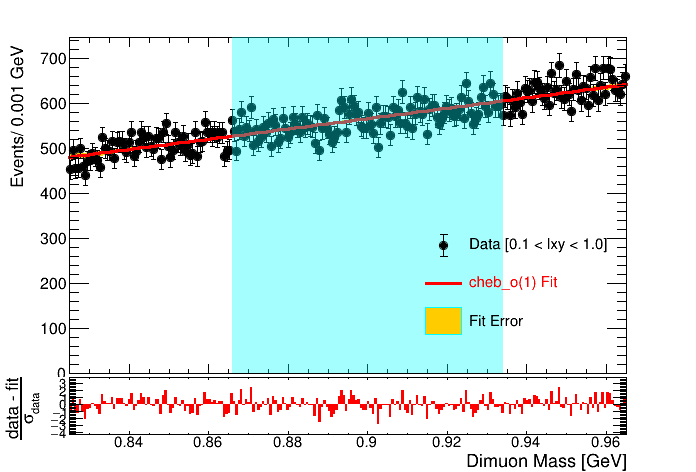 Events/ 0.001 GeV
700
600
500
400
300
200
100
0
Data [0.1 < lxy < 1.0]
cheb_o(1) Fit
Fit Error
data - fit
σdata
3
2
1
0
−1
−2
−3
−4
0.84 0.86 0.88 0.9 0.92 0.94 0.96
Dimuon Mass [GeV]